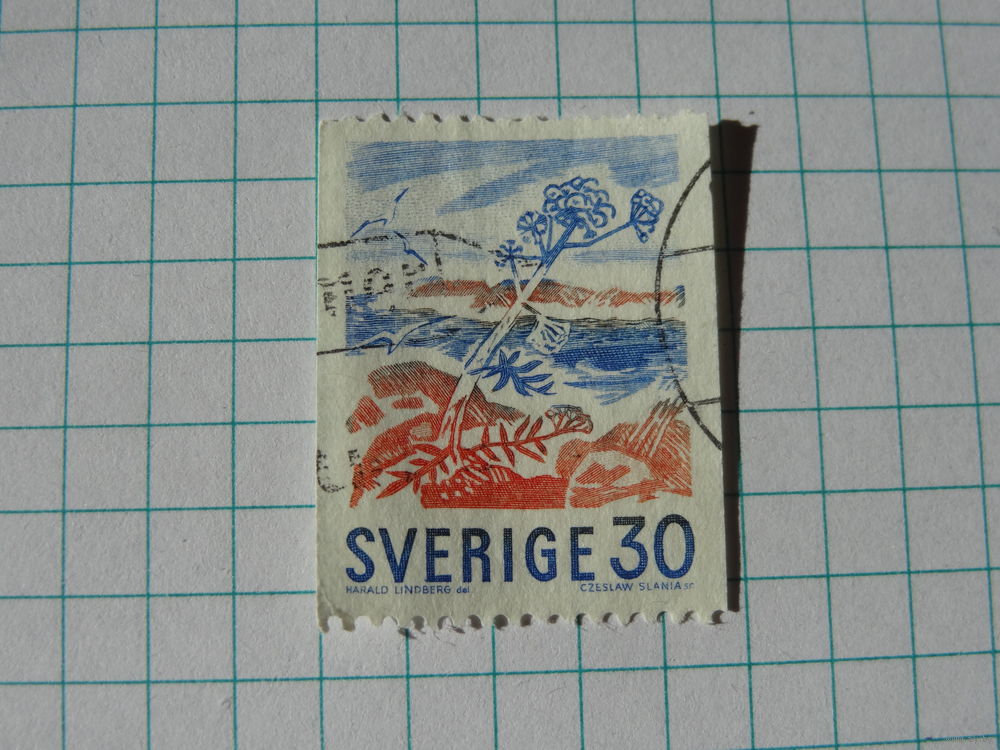 SVERIGE 30
HARALD LINDBERG del. CZESLAW SLANIA sc